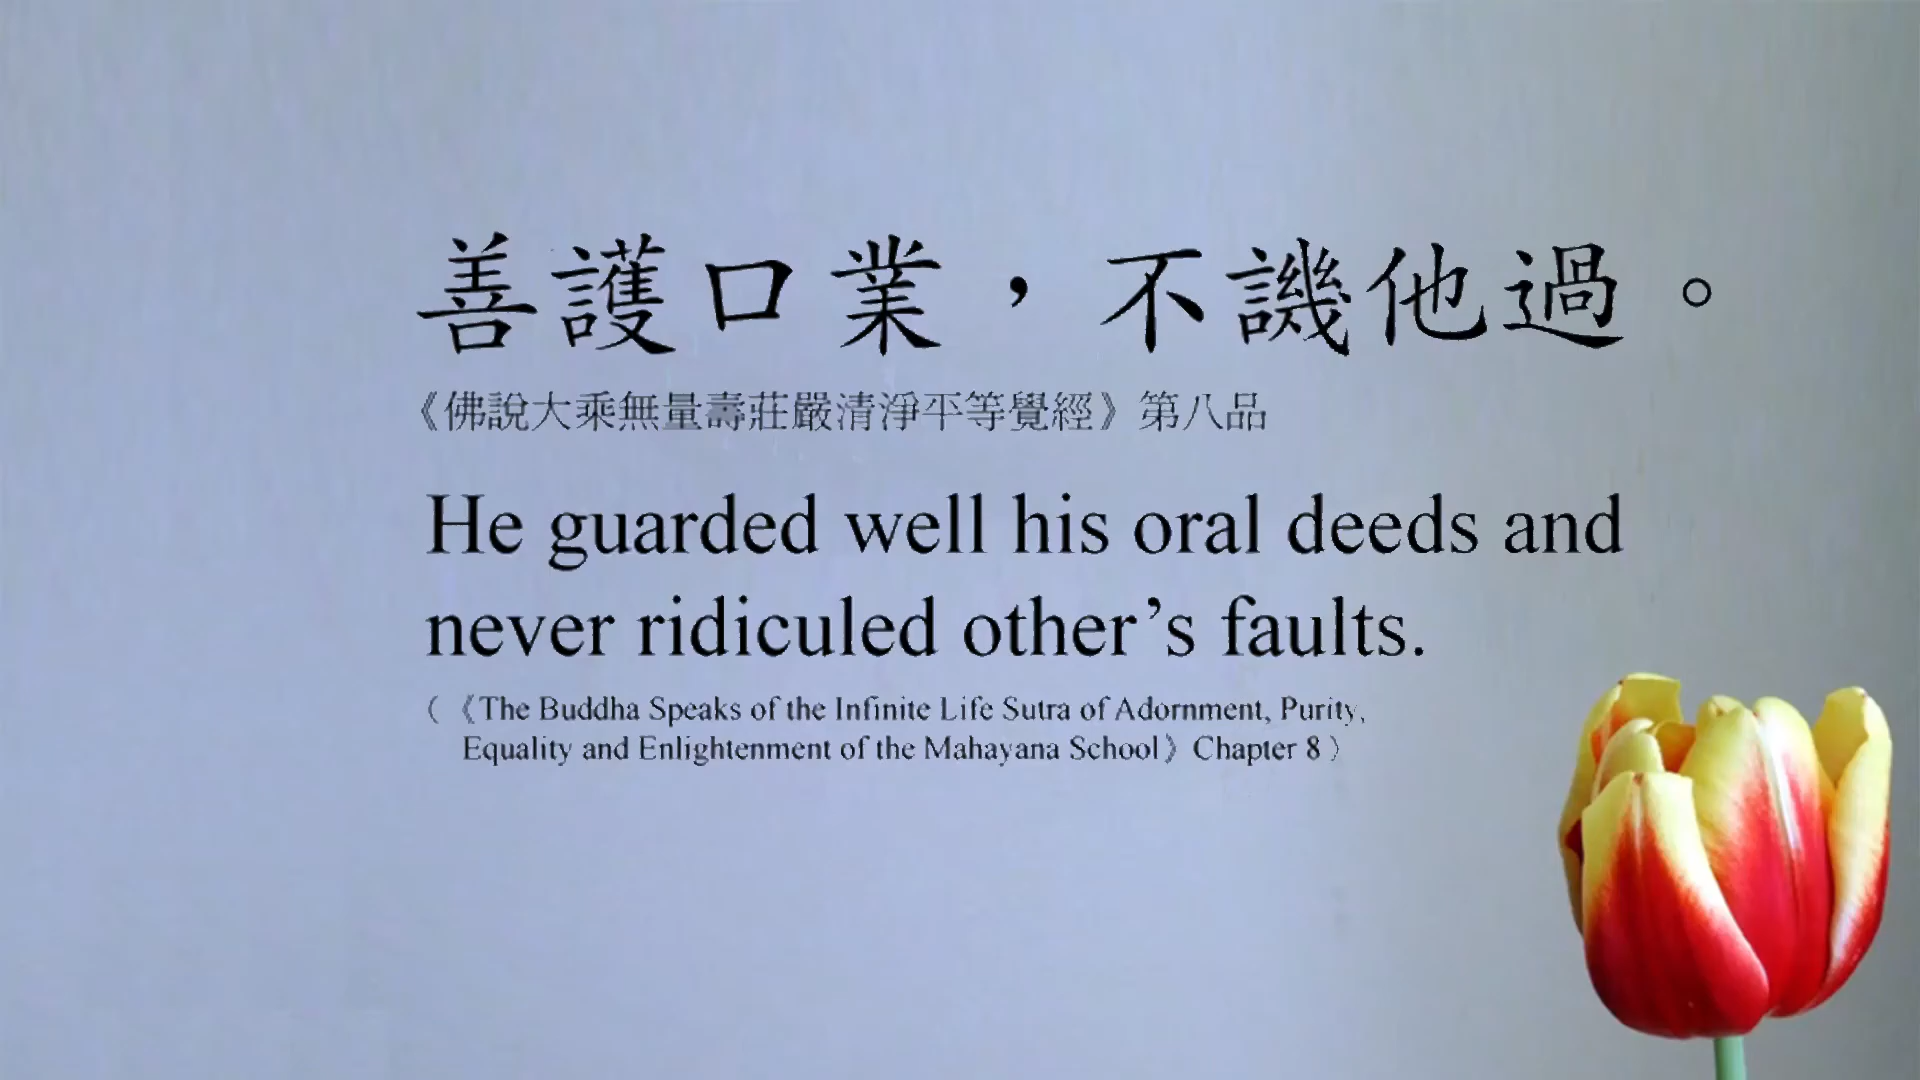 善護口業，不譏他過。
《佛說大乘無量壽莊嚴清淨平等覺經》第八品
He guarded well his oral deeds and
never ridiculed other’s faults.
（《The Buddha Speaks of the Infinite Life Sutra of Adornment, Purity,
Equality and Enlightenment of the Mahayana School》Chapter 8）